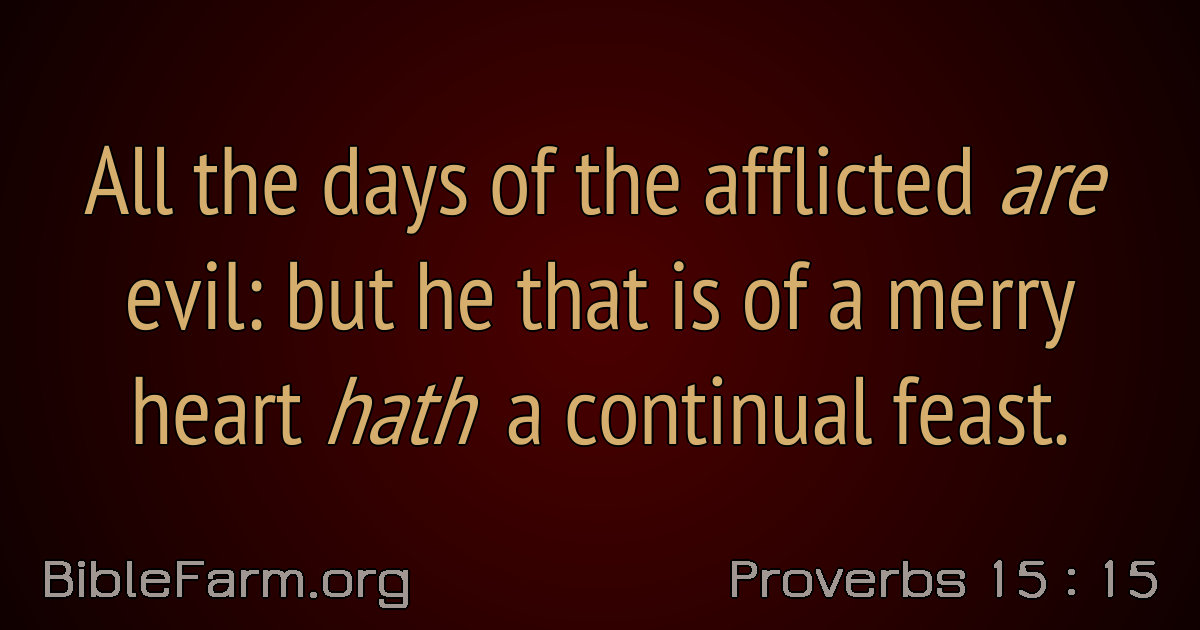 All the days of the afflicted are
evil: but he that is of a merry
heart hath a continual feast.
BibleFarm.org
Proverbs 15 : 15